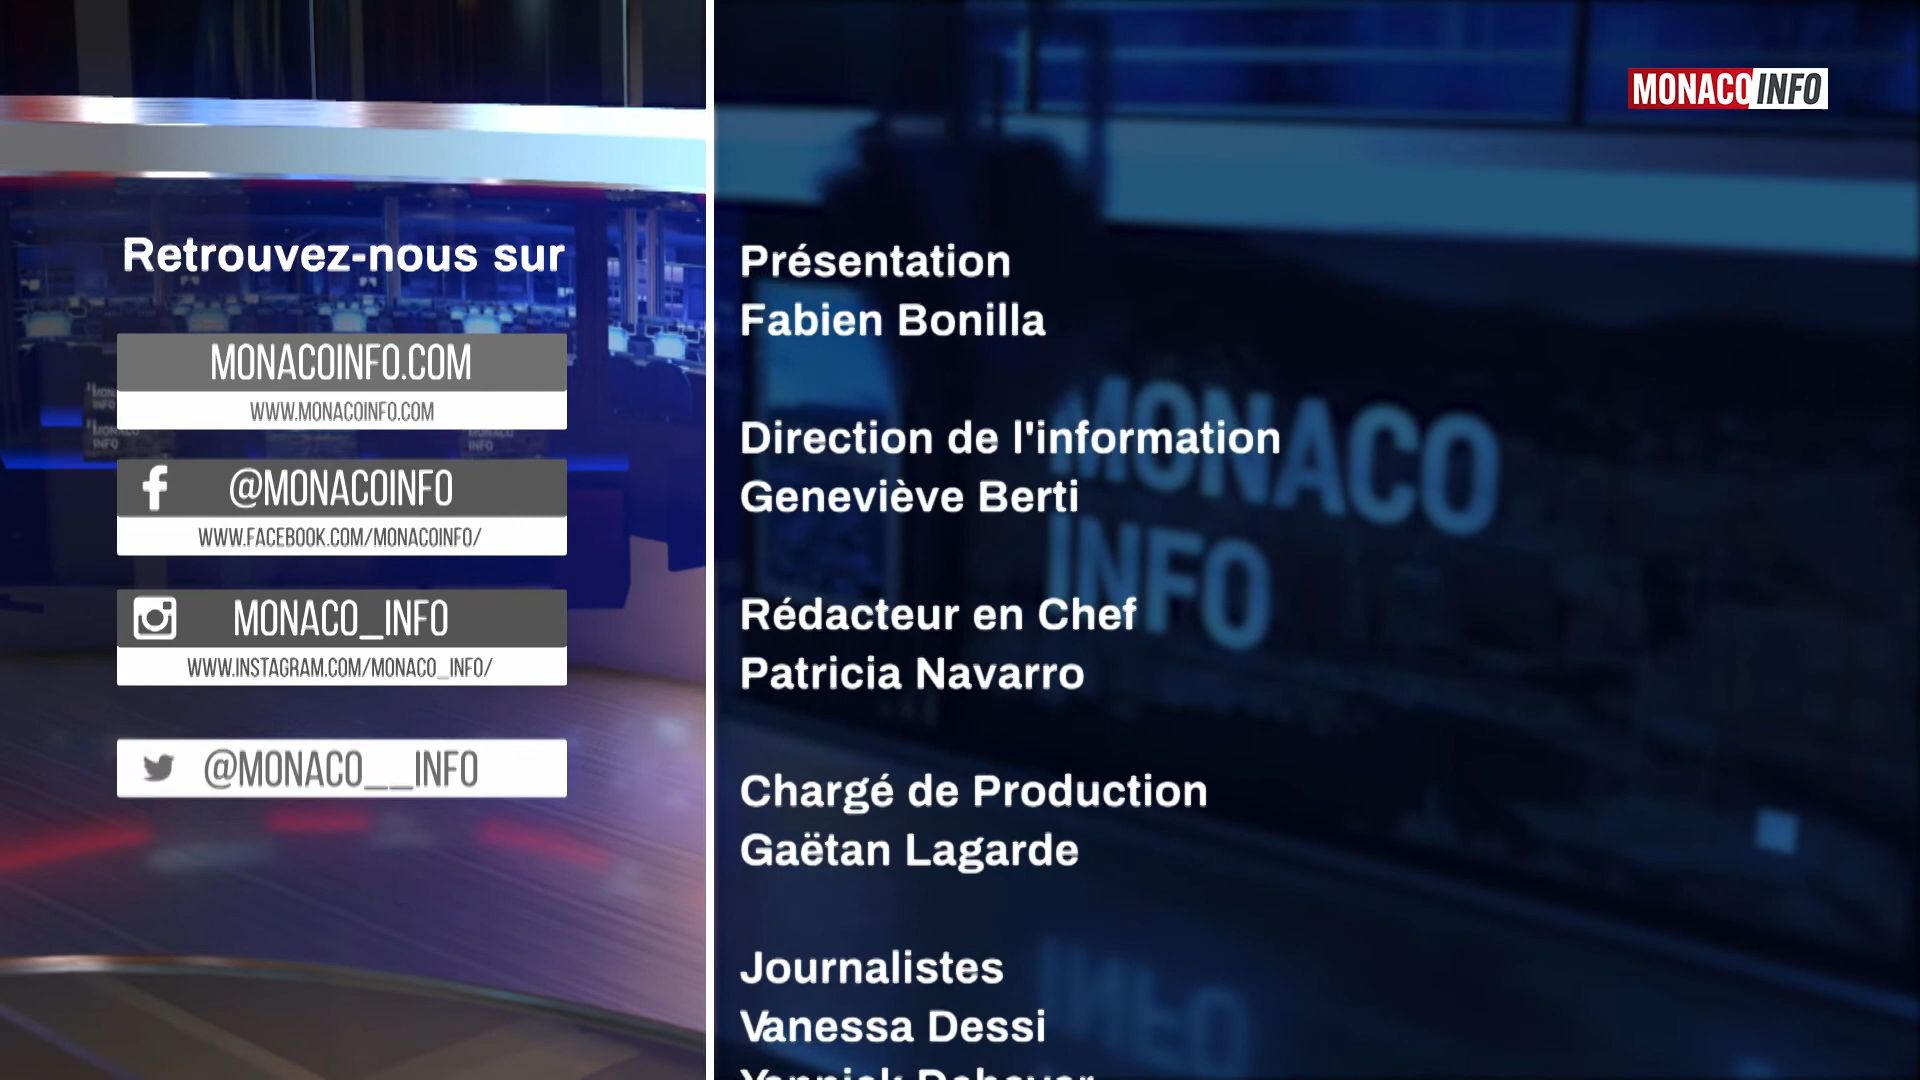 Retrouvez-nous sur
MONACOINFO.COM
WWW.MONACOINFO.COM
@MONACOINFO
WWW.FACEBOOK.COM/MONACOINFO/
MONACO_INFO
WWW.INSTAGRAM.COM/MONACO_INFO/
@MONACO__INFO
MONACOINFO
Présentation
Fabien Bonilla
Direction de l'information
Geneviève Berti
Rédacteur en Chef
Patricia Navarro
Chargé de Production
Gaëtan Lagarde
Journalistes
Vanessa Dessi
MONACO
INFO